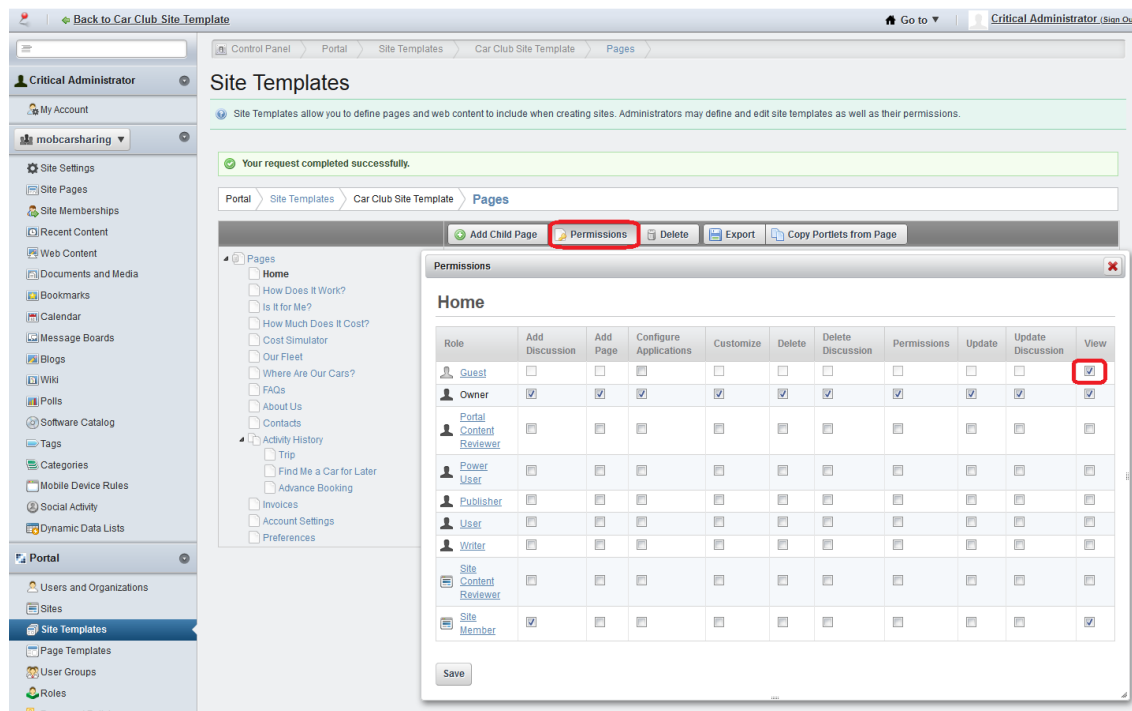 Back to Car Club Site Template
Go to ▼
Critical Administrator (Sign Ou
Control Panel
Portal
Site Templates
Car Club Site Template
Pages
Critical Administrator
My Account
mobcarsharing ▼
Site Settings
Site Pages
Site Memberships
Recent Content
Web Content
Documents and Media
Bookmarks
Calendar
Message Boards
Blogs
Wiki
Polls
Software Catalog
Tags
Categories
Mobile Device Rules
Social Activity
Dynamic Data Lists
Portal
Users and Organizations
Sites
Site Templates
Page Templates
User Groups
Roles
Site Templates
Site Templates allow you to define pages and web content to include when creating sites. Administrators may define and edit site templates as well as their permissions.
Your request completed successfully.
Portal
Site Templates
Car Club Site Template
Pages
Add Child Page
Permissions
Delete
Export
Copy Portlets from Page
Pages
Home
How Does It Work?
Is It for Me?
How Much Does It Cost?
Cost Simulator
Our Fleet
Where Are Our Cars?
FAQs
About Us
Contacts
Activity History
Trip
Find Me a Car for Later
Advance Booking
Invoices
Account Settings
Preferences
Permissions
Home
Role
Add
Discussion
Add
Page
Configure
Applications
Customize
Delete
Delete
Discussion
Permissions
Update
Update
Discussion
View
Guest
Owner
Portal
Content
Reviewer
Power
User
Publisher
User
Writer
Site
Content
Reviewer
Site
Member
Save